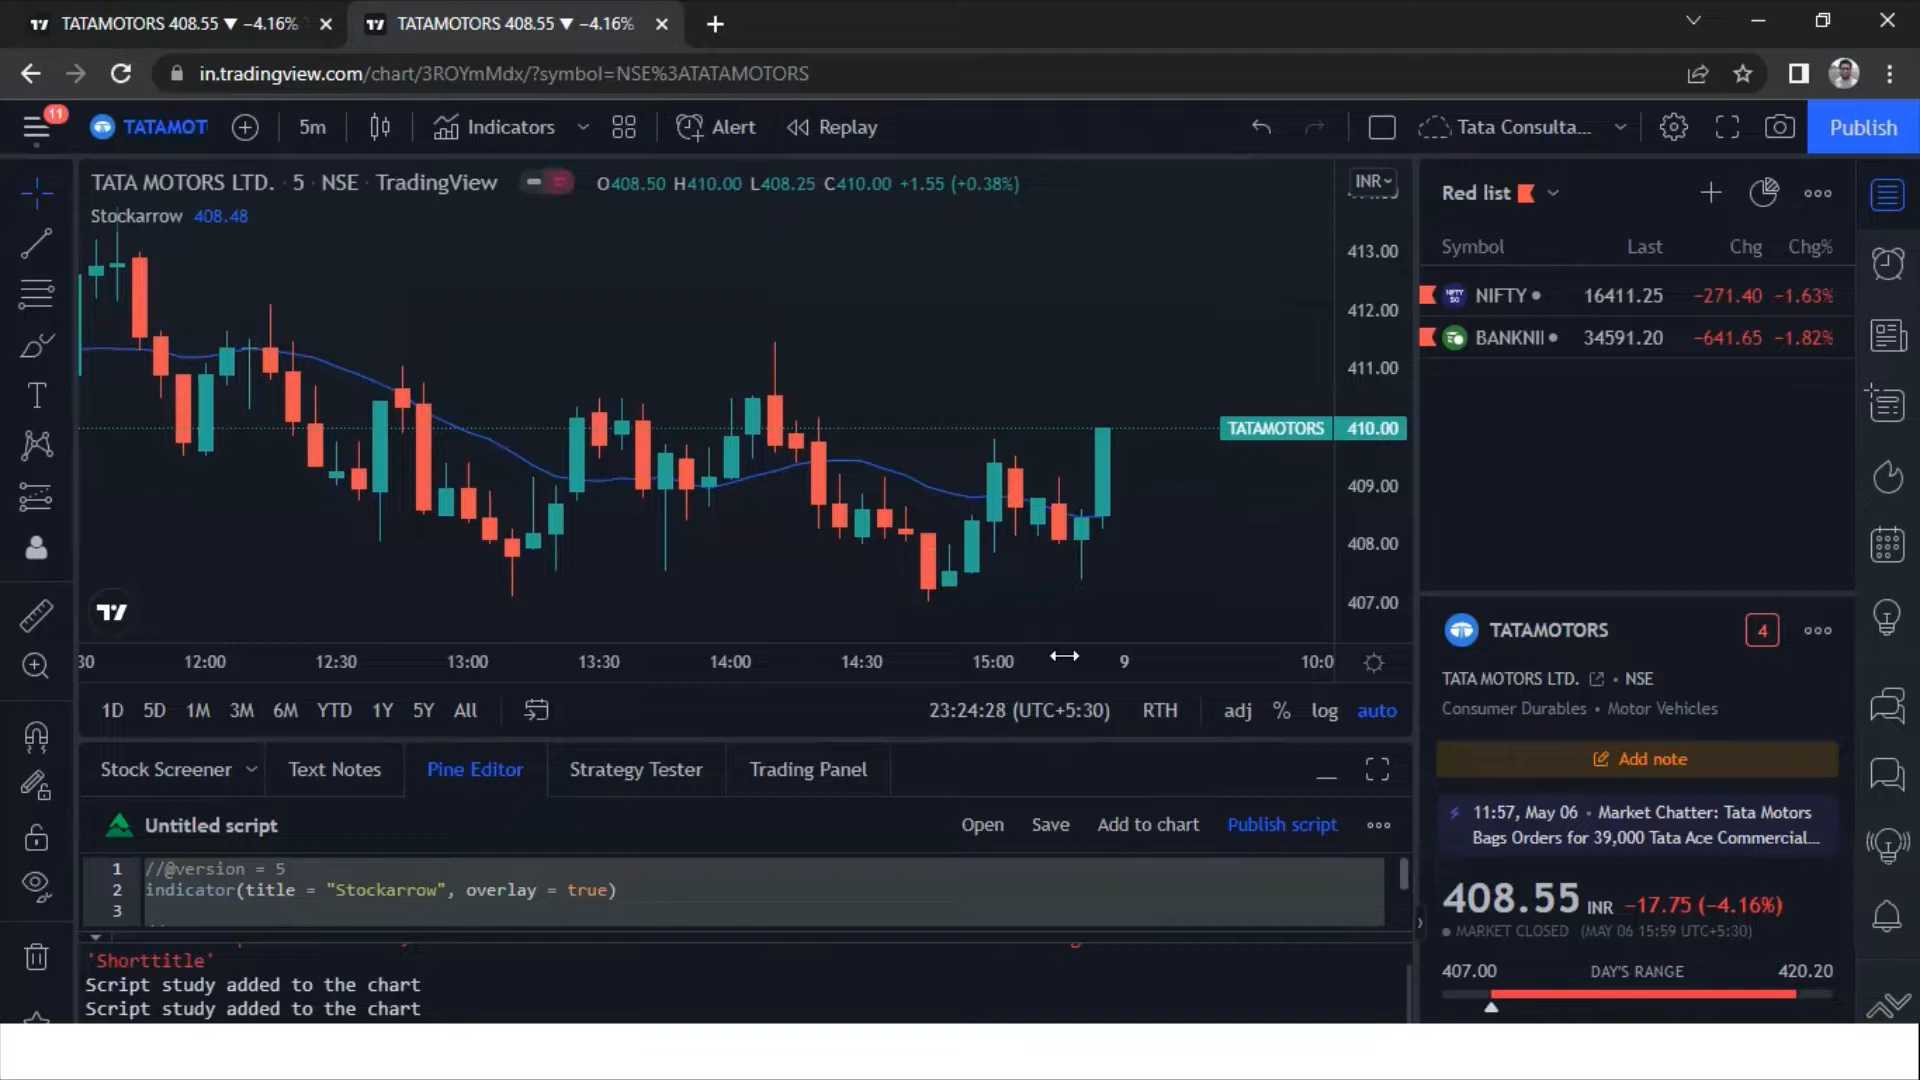 TATAMOTORS 408.55 ▼ −4.16%
TATAMOTORS 408.55 ▼ −4.16%
in.tradingview.com/chart/3ROYmMdx/?symbol=NSE%3ATATAMOTORS
11
TATAMOT
5m
Indicators
Alert
Replay
Tata Consulta...
Publish
TATA MOTORS LTD. · 5 · NSE · TradingView
O408.50 H410.00 L408.25 C410.00 +1.55 (+0.38%)
INR
Stockarrow 408.48
413.00
412.00
411.00
TATAMOTORS 410.00
409.00
408.00
407.00
30 12:00 12:30 13:00 13:30 14:00 14:30 15:00 9 10:0
1D 5D 1M 3M 6M YTD 1Y 5Y All
23:24:28 (UTC+5:30) RTH adj % log auto
Stock Screener Text Notes Pine Editor Strategy Tester Trading Panel
Untitled script
Open Save Add to chart Publish script
1 //@version = 5
2 indicator(title = "Stockarrow", overlay = true)
3
'Shorttitle'
Script study added to the chart
Script study added to the chart
Red list
Symbol Last Chg Chg%
NIFTY 16411.25 −271.40 −1.63%
BANKNII 34591.20 −641.65 −1.82%
TATAMOTORS
4
TATA MOTORS LTD. • NSE
Consumer Durables • Motor Vehicles
Add note
11:57, May 06 • Market Chatter: Tata Motors
Bags Orders for 39,000 Tata Ace Commercial...
408.55 INR −17.75 (−4.16%)
MARKET CLOSED (MAY 06 15:59 UTC+5:30)
407.00 DAY'S RANGE 420.20